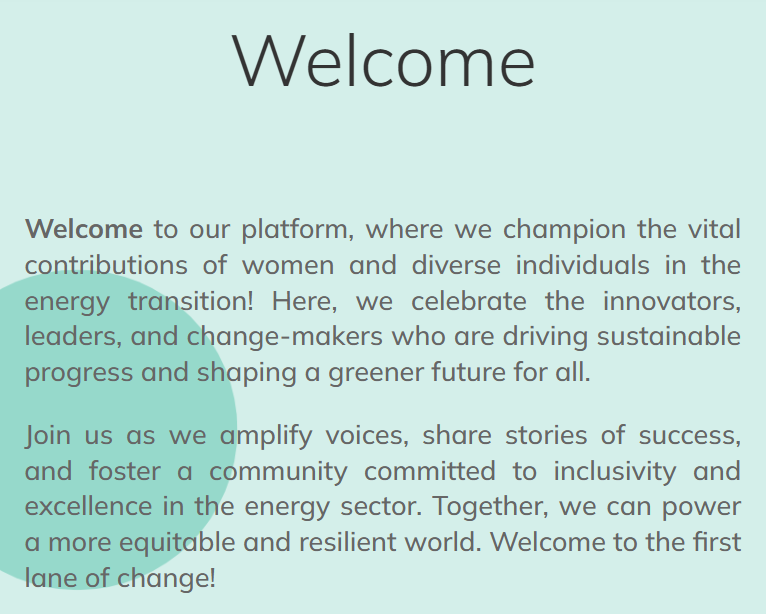 Welcome
Welcome to our platform, where we champion the vital
contributions of women and diverse individuals in the
energy transition! Here, we celebrate the innovators,
leaders, and change-makers who are driving sustainable
progress and shaping a greener future for all.
Join us as we amplify voices, share stories of success,
and foster a community committed to inclusivity and
excellence in the energy sector. Together, we can power
a more equitable and resilient world. Welcome to the first
lane of change!